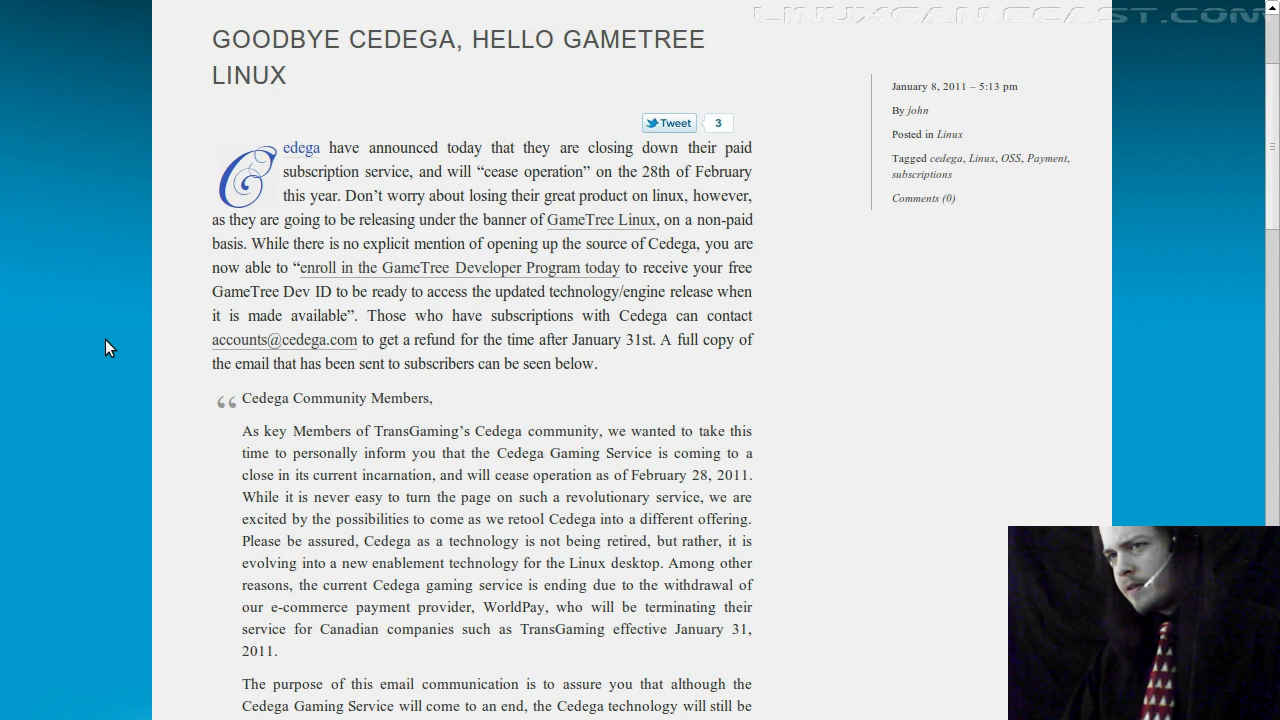 LINUXGAMECAST.COM
GOODBYE CEDEGA, HELLO GAMETREE
LINUX
Tweet 3
January 8, 2011 – 5:13 pm
By john
Posted in Linux
Tagged cedega, Linux, OSS, Payment,
subscriptions
Comments (0)
Cedega have announced today that they are closing down their paid
subscription service, and will “cease operation” on the 28th of February
this year. Don’t worry about losing their great product on linux, however,
as they are going to be releasing under the banner of GameTree Linux, on a non-paid
basis. While there is no explicit mention of opening up the source of Cedega, you are
now able to “enroll in the GameTree Developer Program today to receive your free
GameTree Dev ID to be ready to access the updated technology/engine release when
it is made available”. Those who have subscriptions with Cedega can contact
accounts@cedega.com to get a refund for the time after January 31st. A full copy of
the email that has been sent to subscribers can be seen below.
“ Cedega Community Members,
As key Members of TransGaming’s Cedega community, we wanted to take this
time to personally inform you that the Cedega Gaming Service is coming to a
close in its current incarnation, and will cease operation as of February 28, 2011.
While it is never easy to turn the page on such a revolutionary service, we are
excited by the possibilities to come as we retool Cedega into a different offering.
Please be assured, Cedega as a technology is not being retired, but rather, it is
evolving into a new enablement technology for the Linux desktop. Among other
reasons, the current Cedega gaming service is ending due to the withdrawal of
our e-commerce payment provider, WorldPay, who will be terminating their
service for Canadian companies such as TransGaming effective January 31,
2011.
The purpose of this email communication is to assure you that although the
Cedega Gaming Service will come to an end, the Cedega technology will still be